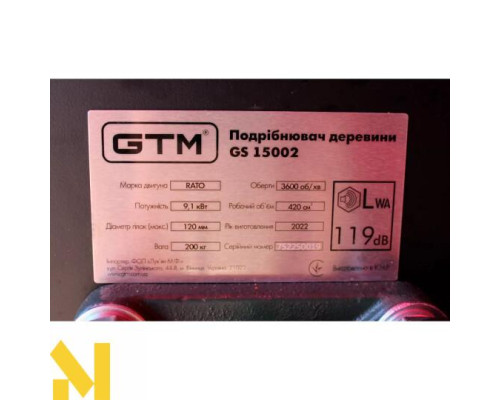 GTM®
Подрібнювач деревини
GS 15002
Марка двигуна RATO Оберти 3600 об/хв
Потужність 9,1 кВт Робочий об'єм 420 см³
Діаметр гілок (макс) 120 мм Рік виготовлення 2022
Вага 200 кг Серійний номер
LWA
119dB